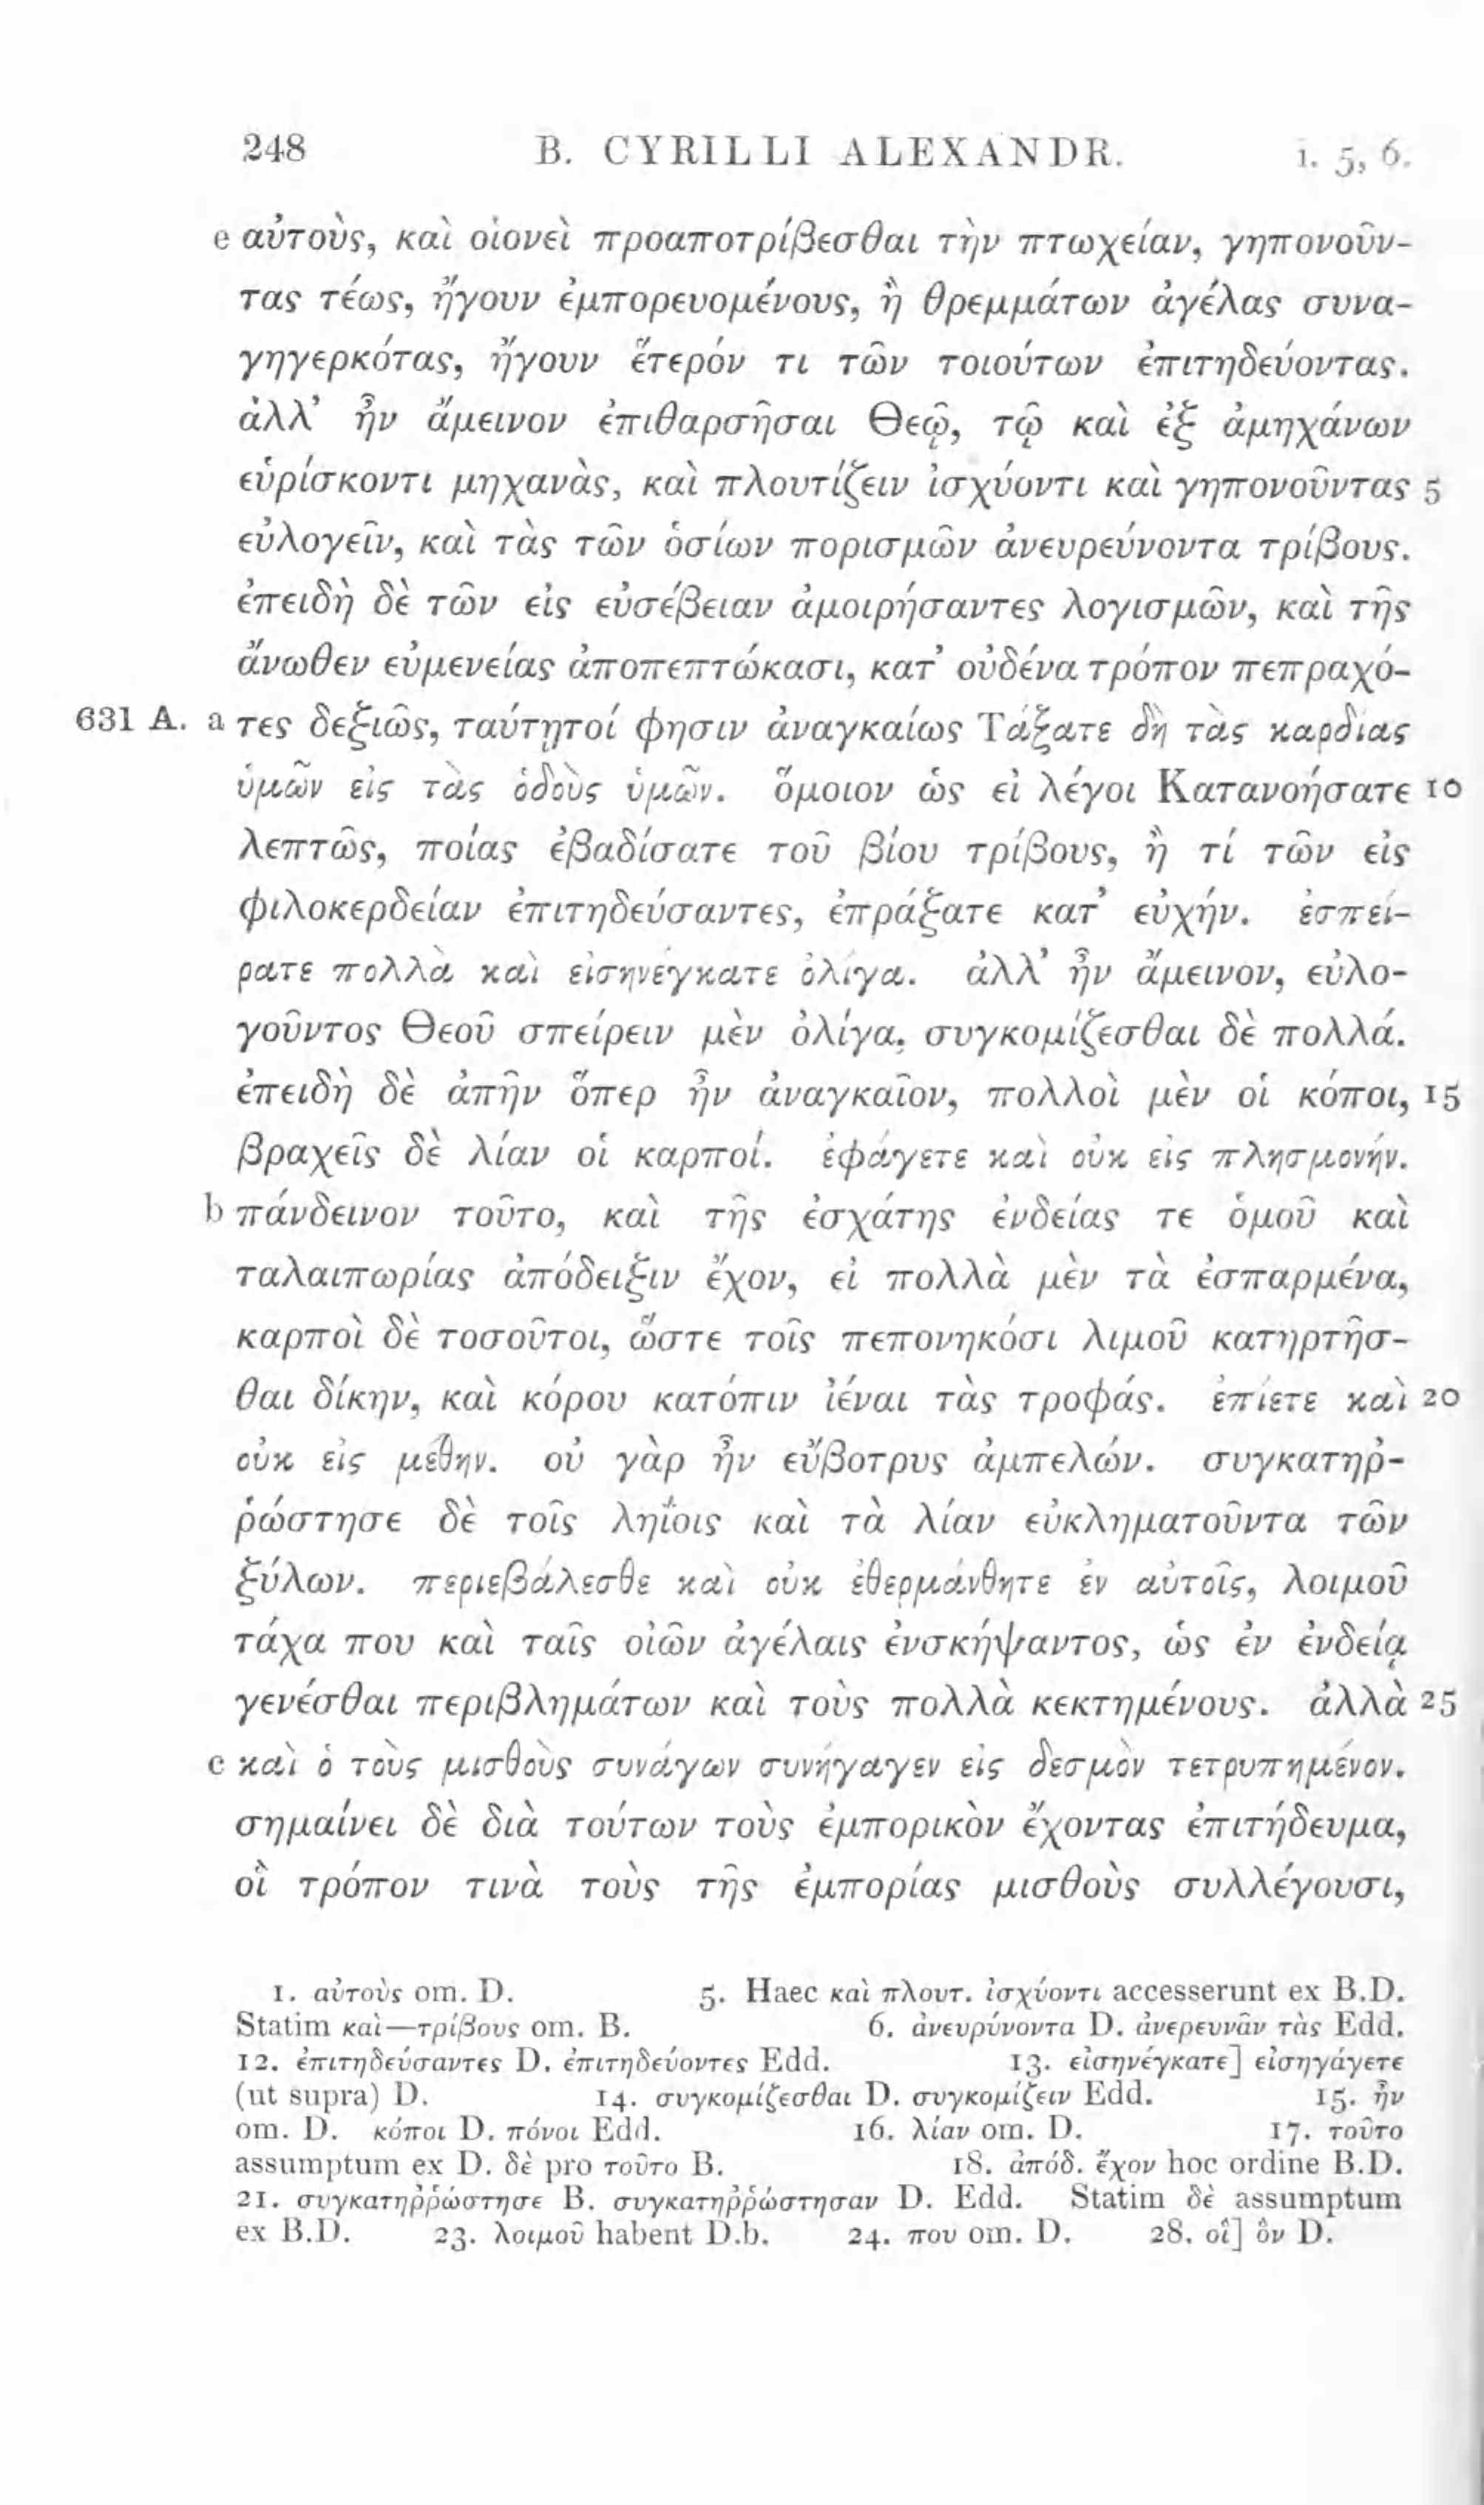 248 B. CYRILLI ALEXANDR. i. 5, 6.
e αὐτοὺς, καὶ οἱονεὶ προαποτρίβεσθαι τὴν πτωχείαν, γηπονοῦν-
τας τέως, ἤγουν ἐμπορευομένους, ἢ θρεμμάτων ἀγέλας συνα-
γηγερκότας, ἤγουν ἕτερόν τι τῶν τοιούτων ἐπιτηδεύοντας.
ἀλλ’ ἦν ἄμεινον ἐπιθαρσῆσαι Θεῷ, τῷ καὶ ἐξ ἀμηχάνων
εὑρίσκοντι μηχανὰς, καὶ πλουτίζειν ἰσχύοντι καὶ γηπονοῦντας 5
εὐλογεῖν, καὶ τὰς τῶν ὁσίων πορισμῶν ἀνευρεύνοντα τρίβους.
ἐπειδὴ δὲ τῶν εἰς εὐσέβειαν ἀμοιρήσαντες λογισμῶν, καὶ τῆς
ἄνωθεν εὐμενείας ἀποπεπτώκασι, κατ’ οὐδένα τρόπον πεπραχό-
631 A. a τες δεξιῶς, ταύτῃτοί φησιν ἀναγκαίως Τάξατε δὴ τὰς καρδίας
ὑμῶν εἰς τὰς ὁδοὺς ὑμῶν. ὅμοιον ὡς εἰ λέγοι Κατανοήσατε 10
λεπτῶς, ποίας ἐβαδίσατε τοῦ βίου τρίβους, ἢ τί τῶν εἰς
φιλοκερδείαν ἐπιτηδεύσαντες, ἐπράξατε κατ’ εὐχήν. ἐσπεί-
ρατε πολλὰ καὶ εἰσηνέγκατε ὀλίγα. ἀλλ’ ἦν ἄμεινον, εὐλο-
γοῦντος Θεοῦ σπείρειν μὲν ὀλίγα, συγκομίζεσθαι δὲ πολλά.
ἐπειδὴ δὲ ἀπῆν ὅπερ ἦν ἀναγκαῖον, πολλοὶ μὲν οἱ κόποι, 15
βραχεῖς δὲ λίαν οἱ καρποί. ἐφάγετε καὶ οὐκ εἰς πλησμονήν.
b πάνδεινον τοῦτο, καὶ τῆς ἐσχάτης ἐνδείας τε ὁμοῦ καὶ
ταλαιπωρίας ἀπόδειξιν ἔχον, εἰ πολλὰ μὲν τὰ ἐσπαρμένα,
καρποὶ δὲ τοσοῦτοι, ὥστε τοῖς πεπονηκόσι λιμοῦ κατηρτῆσ-
θαι δίκην, καὶ κόρου κατόπιν ἰέναι τὰς τροφάς. ἐπίετε καὶ 20
οὐκ εἰς μέθην. οὐ γὰρ ἦν εὔβοτρυς ἀμπελών. συγκατηῤ-
ῥώστησε δὲ τοῖς ληΐοις καὶ τὰ λίαν εὐκληματοῦντα τῶν
ξύλων. περιεβάλεσθε καὶ οὐκ ἐθερμάνθητε ἐν αὐτοῖς, λοιμοῦ
τάχα που καὶ ταῖς οἰῶν ἀγέλαις ἐνσκήψαντος, ὡς ἐν ἐνδείᾳ
γενέσθαι περιβλημάτων καὶ τοὺς πολλὰ κεκτημένους. ἀλλὰ 25
c καὶ ὁ τοὺς μισθοὺς συνάγων συνήγαγεν εἰς δεσμὸν τετρυπημένον.
σημαίνει δὲ διὰ τούτων τοὺς ἐμπορικὸν ἔχοντας ἐπιτήδευμα,
οἳ τρόπον τινὰ τοὺς τῆς ἐμπορίας μισθοὺς συλλέγουσι,
1. αὐτοὺς om. D. 5. Haec καὶ πλουτ. ἰσχύοντι accesserunt ex B.D.
Statim καὶ—τρίβους om. B. 6. ἀνευρύνοντα D. ἀνερευνᾶν τὰς Edd.
12. ἐπιτηδεύσαντες D. ἐπιτηδεύοντες Edd. 13. εἰσηνέγκατε] εἰσηγάγετε
(ut supra) D. 14. συγκομίζεσθαι D. συγκομίζειν Edd. 15. ἦν
om. D. κόποι D. πόνοι Edd. 16. λίαν om. D. 17. τοῦτο
assumptum ex D. δὲ pro τοῦτο B. 18. ἀπόδ. ἔχον hoc ordine B.D.
21. συγκατηῤῥώστησε B. συγκατηῤῥώστησαν D. Edd. Statim δὲ assumptum
ex B.D. 23. λοιμοῦ habent D.b. 24. που om. D. 28. οἳ] ὃν D.